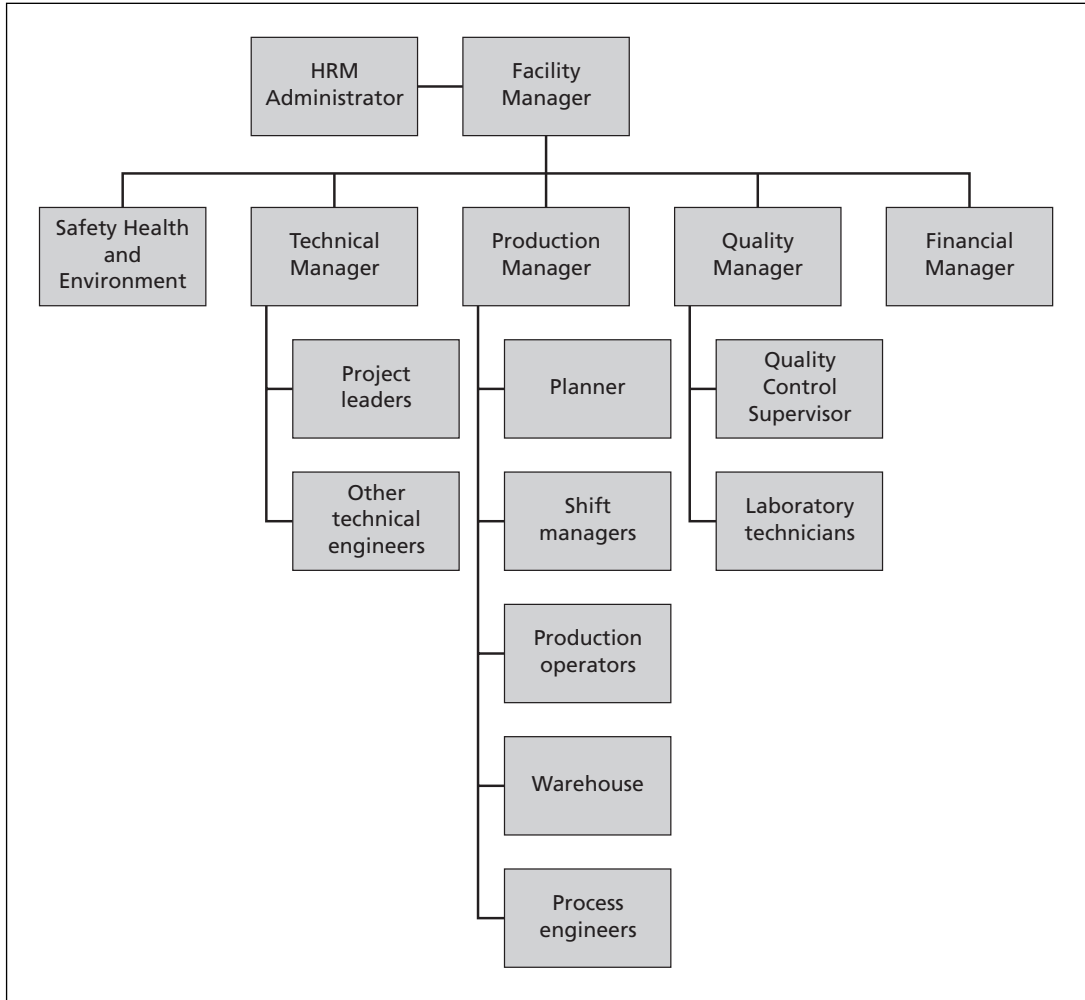 HRM
Administrator
Facility
Manager
Safety Health
and
Environment
Technical
Manager
Production
Manager
Quality
Manager
Financial
Manager
Project
leaders
Planner
Quality
Control
Supervisor
Other
technical
engineers
Shift
managers
Laboratory
technicians
Production
operators
Warehouse
Process
engineers